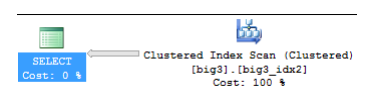 SELECT
Cost: 0 %
Clustered Index Scan (Clustered)
[big3].[big3_idx2]
Cost: 100 %